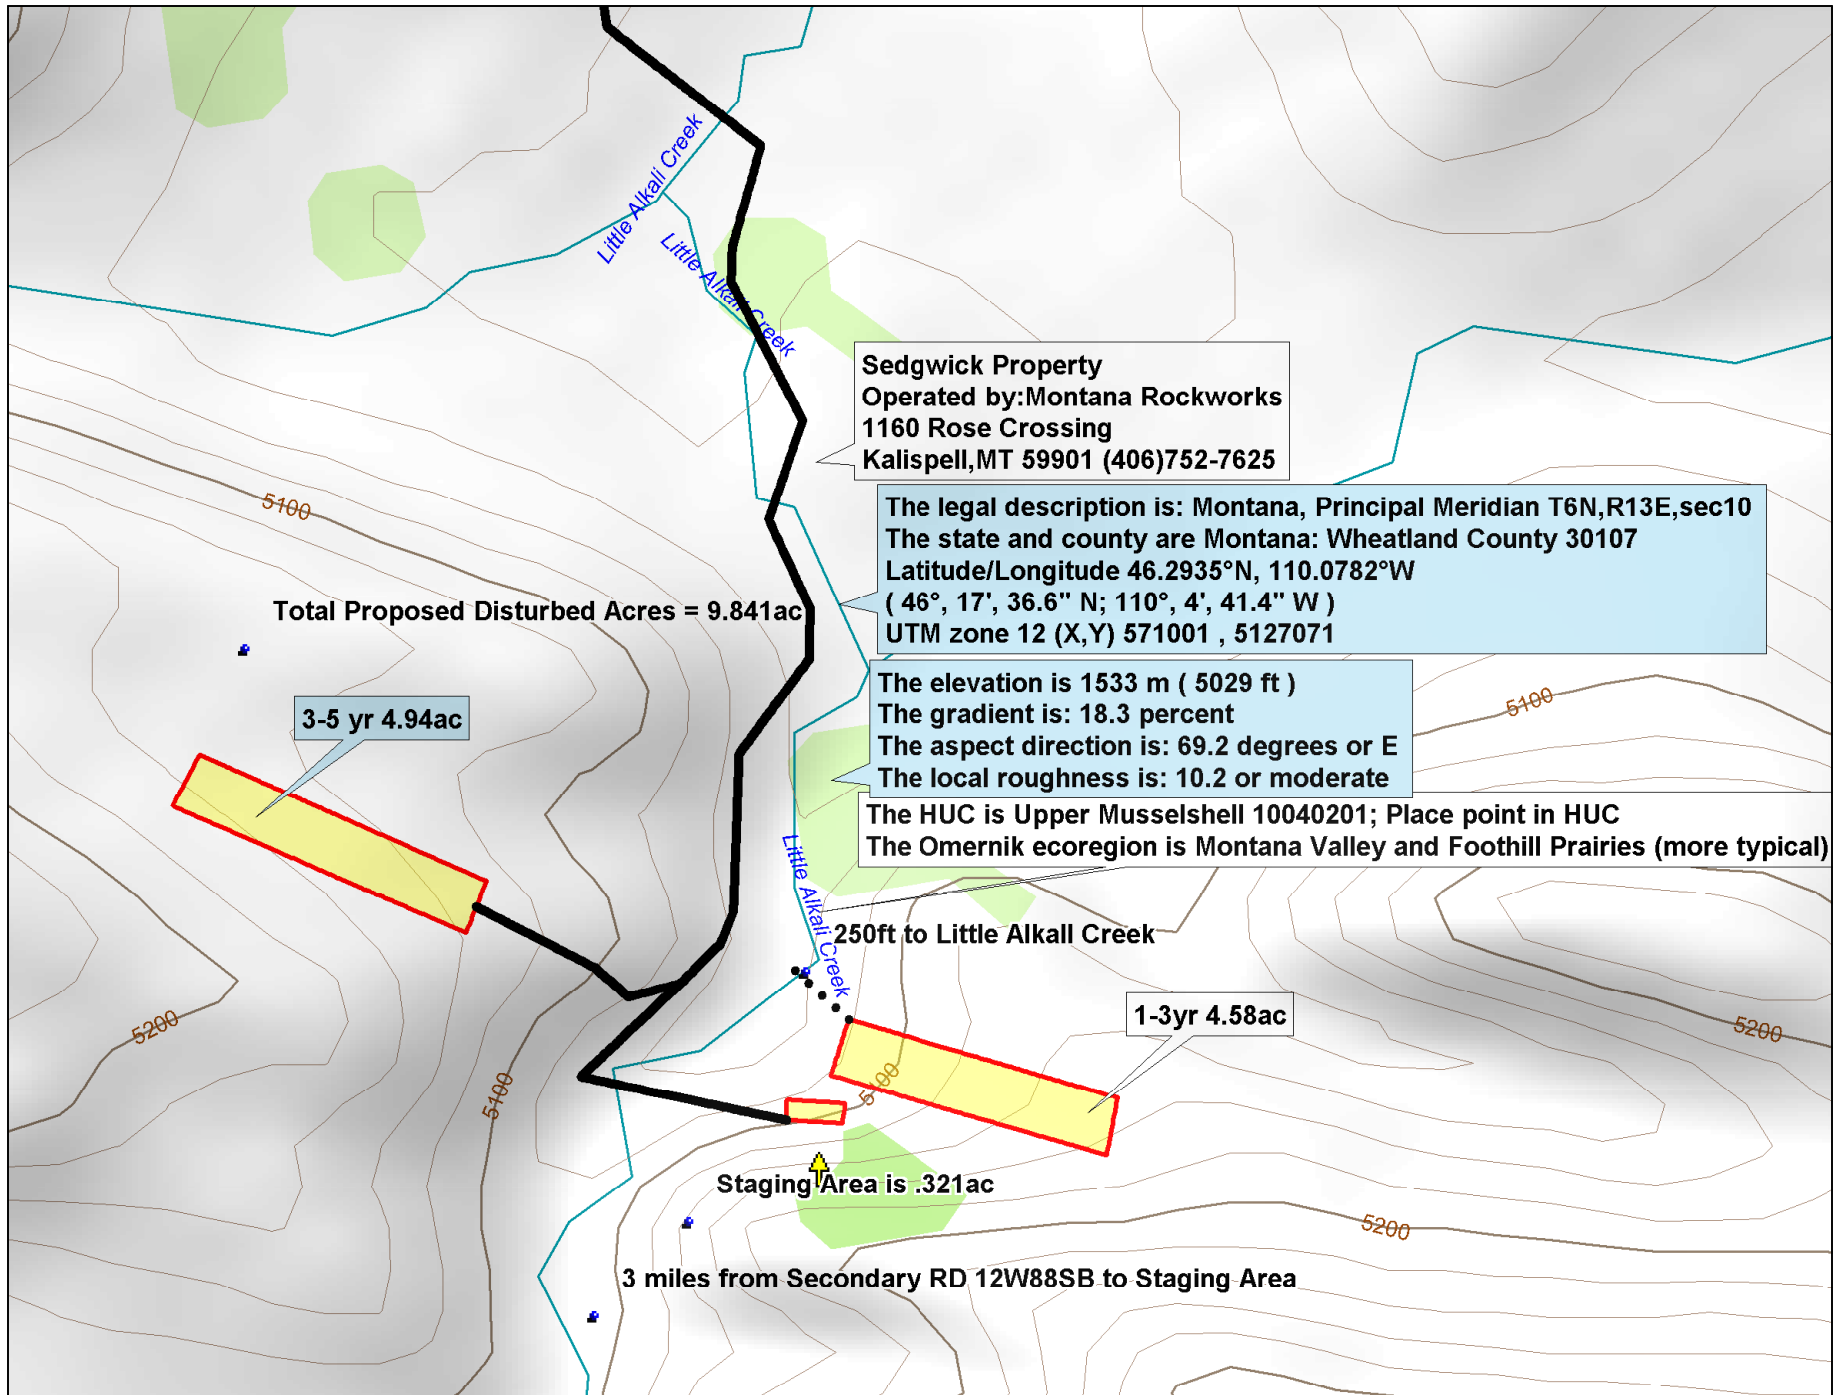 Little Alkali Creek
Little Alkali Creek
Sedgwick Property
Operated by:Montana Rockworks
1160 Rose Crossing
Kalispell,MT 59901 (406)752-7625
5100
The legal description is: Montana, Principal Meridian T6N,R13E,sec10
The state and county are Montana: Wheatland County 30107
Latitude/Longitude 46.2935°N, 110.0782°W
( 46°, 17', 36.6" N; 110°, 4', 41.4" W )
UTM zone 12 (X,Y) 571001 , 5127071
Total Proposed Disturbed Acres = 9.841ac
The elevation is 1533 m ( 5029 ft )
The gradient is: 18.3 percent
The aspect direction is: 69.2 degrees or E
The local roughness is: 10.2 or moderate
5100
3-5 yr 4.94ac
The HUC is Upper Musselshell 10040201; Place point in HUC
The Omernik ecoregion is Montana Valley and Foothill Prairies (more typical)
Little Alkali Creek
250ft to Little Alkall Creek
1-3yr 4.58ac
5200
5200
5100
5100
Staging Area is .321ac
5200
3 miles from Secondary RD 12W88SB to Staging Area